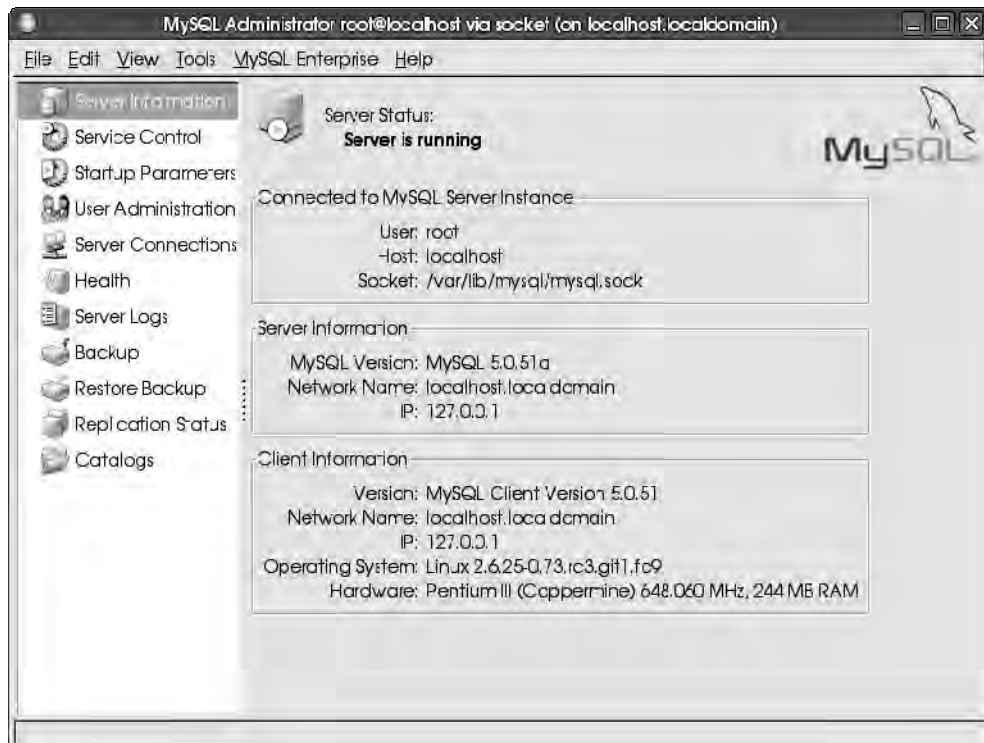 MySQL Administrator root@localhost via socket (on localhost.localdomain)
File Edit View Tools MySQL Enterprise Help
Server Information
Service Control
Startup Parameters
User Administration
Server Connections
Health
Server Logs
Backup
Restore Backup
Replication Status
Catalogs
Server Status:
Server is running
MySQL
Connected to MySQL Server Instance
User: root
Host: localhost
Socket: /var/lib/mysql/mysql.sock
Server Information
MySQL Version: MySQL 5.0.51a
Network Name: localhost.localdomain
IP: 127.0.0.1
Client Information
Version: MySQL Client Version 5.0.51
Network Name: localhost.localdomain
IP: 127.0.0.1
Operating System: Linux 2.6.25-0.73.rc3.git1.fc9
Hardware: Pentium III (Coppermine) 648.060 MHz, 244 MB RAM